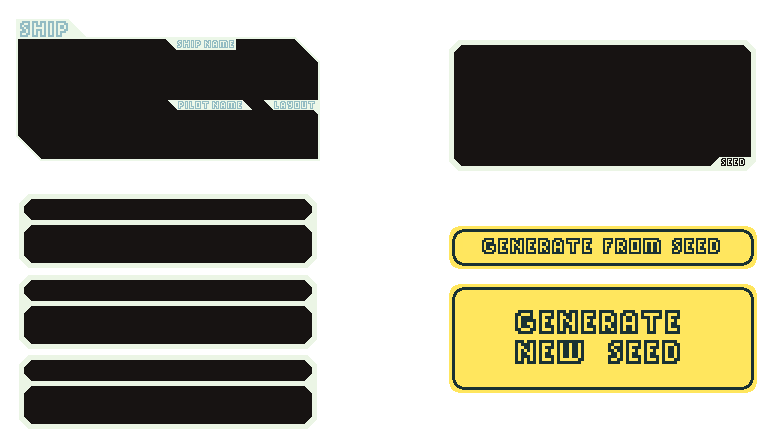 SHIP
SHIP NAME
PILOT NAME
LAYOUT
SEED
GENERATE FROM SEED
GENERATE
NEW SEED